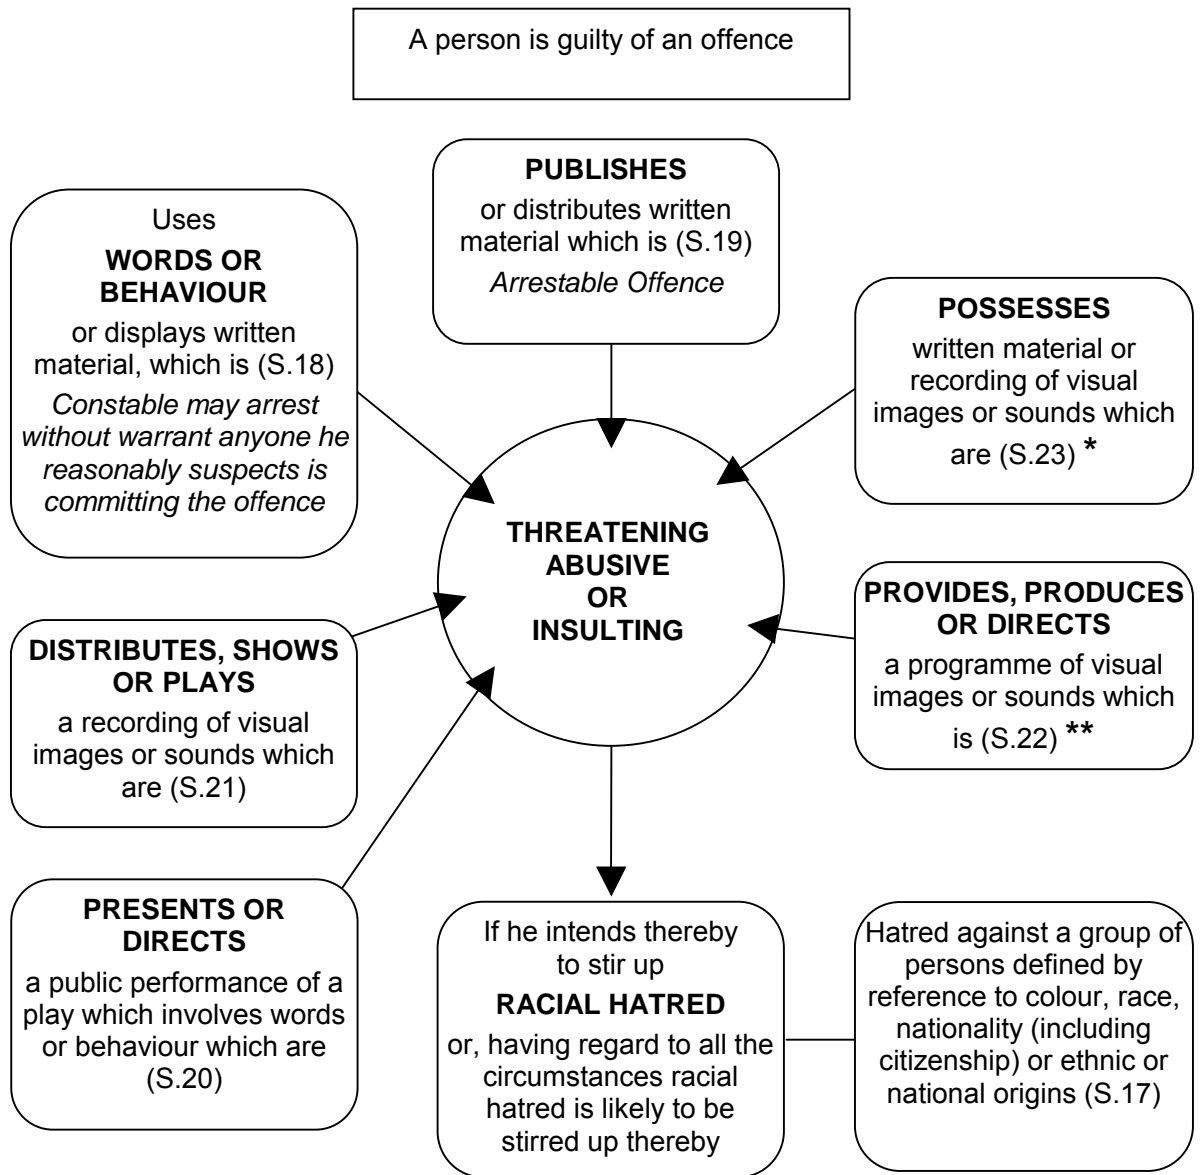 A person is guilty of an offence
PUBLISHES
or distributes written
material which is (S.19)
Arrestable Offence
Uses
WORDS OR
BEHAVIOUR
or displays written
material, which is (S.18)
Constable may arrest
without warrant anyone he
reasonably suspects is
committing the offence
POSSESSES
written material or
recording of visual
images or sounds which
are (S.23) *
THREATENING
ABUSIVE
OR
INSULTING
PROVIDES, PRODUCES
OR DIRECTS
a programme of visual
images or sounds which
is (S.22) **
DISTRIBUTES, SHOWS
OR PLAYS
a recording of visual
images or sounds which
are (S.21)
PRESENTS OR
DIRECTS
a public performance of a
play which involves words
or behaviour which are
(S.20)
If he intends thereby
to stir up
RACIAL HATRED
or, having regard to all the
circumstances racial
hatred is likely to be
stirred up thereby
Hatred against a group of
persons defined by
reference to colour, race,
nationality (including
citizenship) or ethnic or
national origins (S.17)